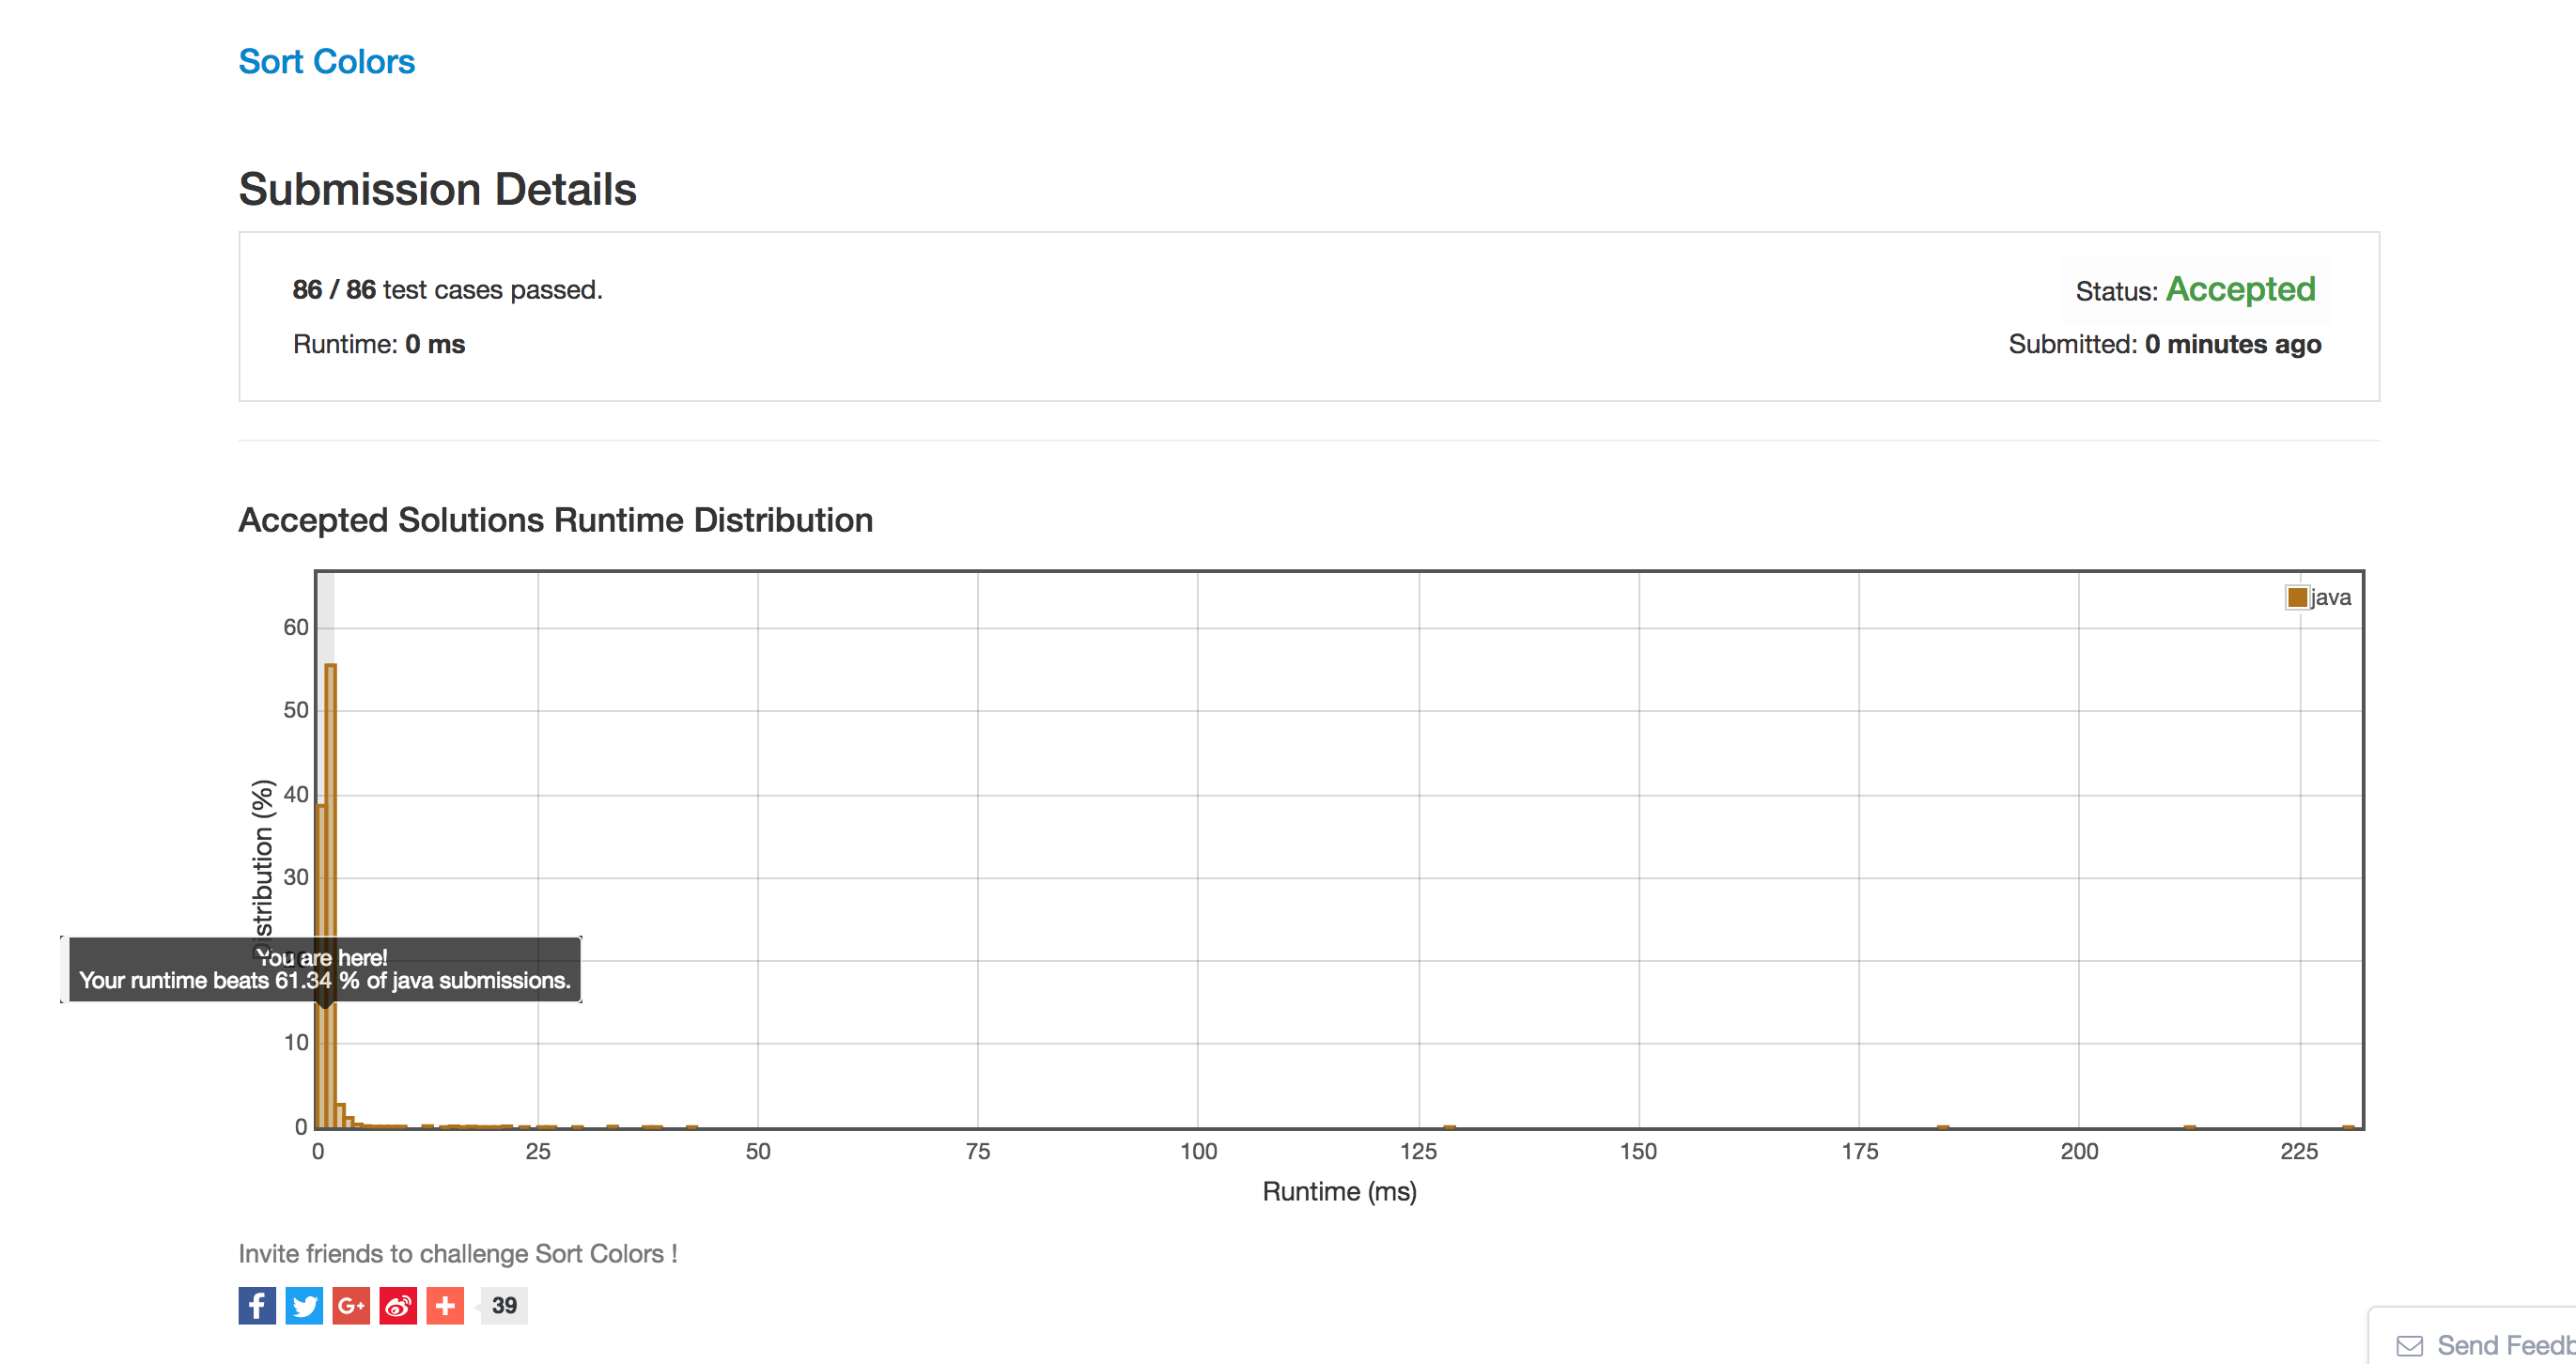 Sort Colors
Submission Details
86 / 86 test cases passed.
Status: Accepted
Runtime: 0 ms
Submitted: 0 minutes ago
Accepted Solutions Runtime Distribution
java
60
50
40
30
10
0
Distribution (%)
You are here!
Your runtime beats 61.34 % of java submissions.
0 25 50 75 100 125 150 175 200 225
Runtime (ms)
Invite friends to challenge Sort Colors !
39
Send Feedb